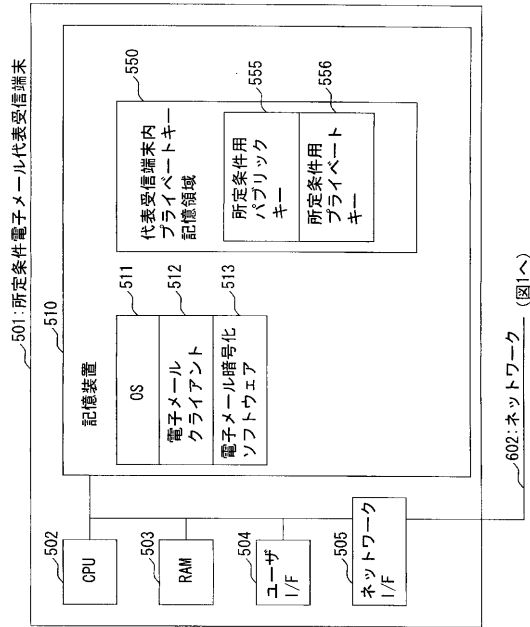 501:所定条件電子メール代表受信端末
510
記憶装置
511
OS
512
電子メール
クライアント
513
電子メール暗号化
ソフトウェア
550
代表受信端末内
プライベートキー
記憶領域
555
所定条件用
パブリック
キー
556
所定条件用
プライベート
キー
502
CPU
503
RAM
504
ユーザ
I/F
505
ネットワーク
I/F
602:ネットワーク
(図1へ)